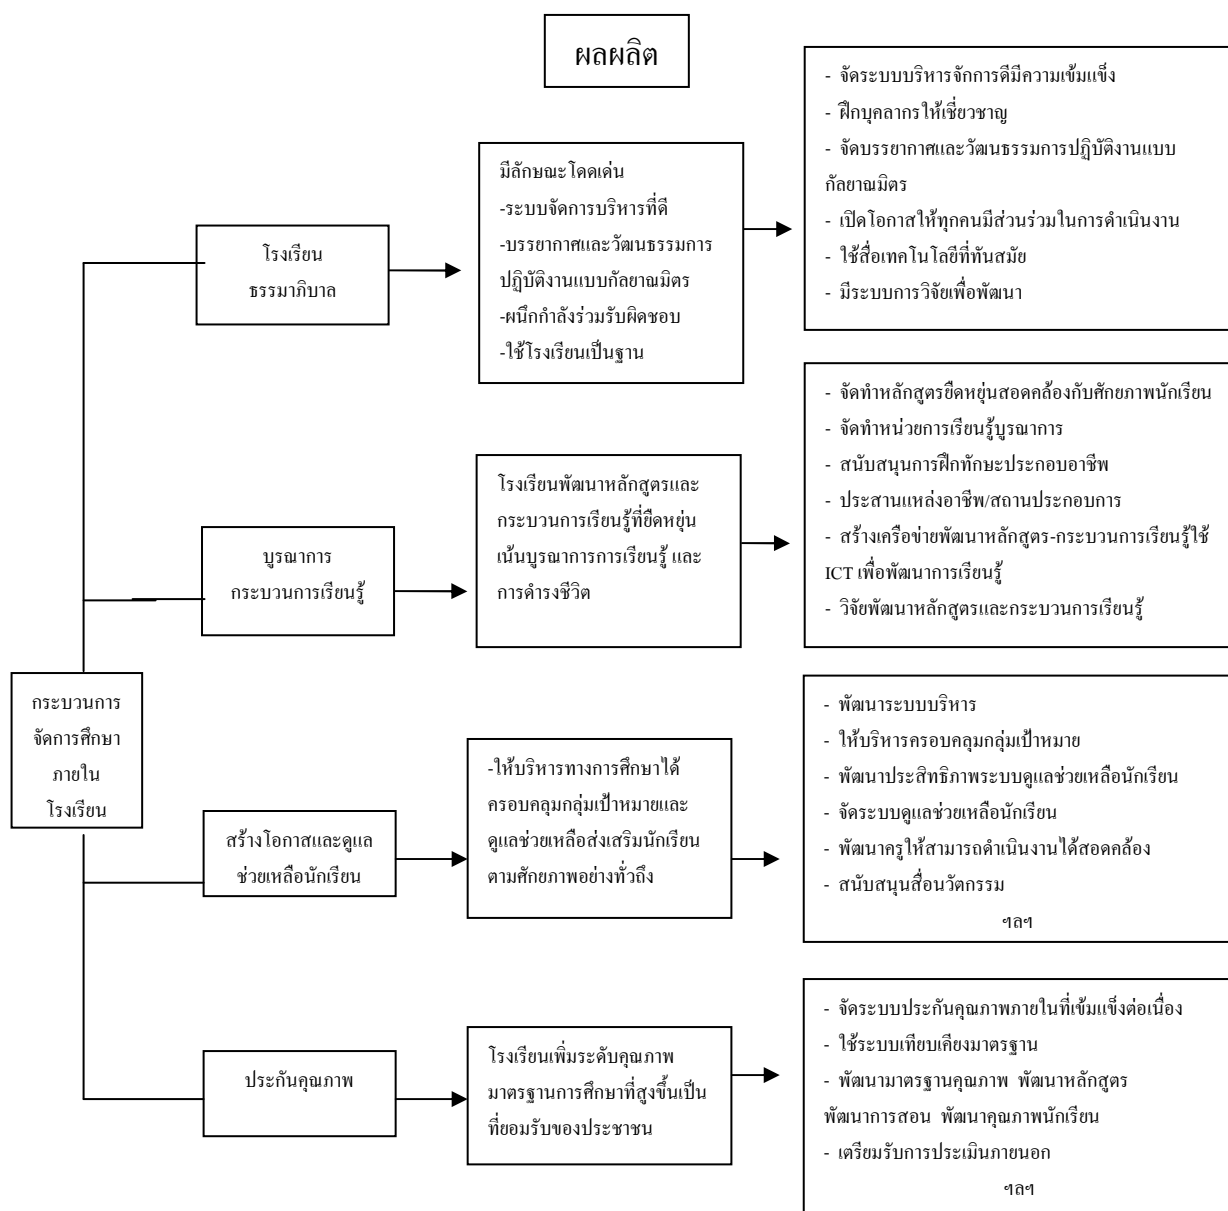 ผลผลิต
โรงเรียน
ธรรมาภิบาล
มีลักษณะโดดเด่น
-ระบบจัดการบริหารที่ดี
-บรรยากาศและวัฒนธรรมการ
ปฏิบัติงานแบบกัลยาณมิตร
-ผนึกกำลังร่วมรับผิดชอบ
-ใช้โรงเรียนเป็นฐาน
- จัดระบบบริหารจักการดีมีความเข้มแข็ง
- ฝึกบุคลากรให้เชี่ยวชาญ
- จัดบรรยากาศและวัฒนธรรมการปฏิบัติงานแบบ
กัลยาณมิตร
- เปิดโอกาสให้ทุกคนมีส่วนร่วมในการดำเนินงาน
- ใช้สื่อเทคโนโลยีที่ทันสมัย
- มีระบบการวิจัยเพื่อพัฒนา
บูรณาการ
กระบวนการเรียนรู้
โรงเรียนพัฒนาหลักสูตรและ
กระบวนการเรียนรู้ที่ยืดหยุ่น
เน้นบูรณาการการเรียนรู้ และ
การดำรงชีวิต
- จัดทำหลักสูตรยืดหยุ่นสอดคล้องกับศักยภาพนักเรียน
- จัดทำหน่วยการเรียนรู้บูรณาการ
- สนับสนุนการฝึกทักษะประกอบอาชีพ
- ประสานแหล่งอาชีพ/สถานประกอบการ
- สร้างเครือข่ายพัฒนาหลักสูตร-กระบวนการเรียนรู้ใช้
ICT เพื่อพัฒนาการเรียนรู้
- วิจัยพัฒนาหลักสูตรและกระบวนการเรียนรู้
กระบวนการ
จัดการศึกษา
ภายใน
โรงเรียน
สร้างโอกาสและดูแล
ช่วยเหลือนักเรียน
-ให้บริหารทางการศึกษาได้
ครอบคลุมกลุ่มเป้าหมายและ
ดูแลช่วยเหลือส่งเสริมนักเรียน
ตามศักยภาพอย่างทั่วถึง
- พัฒนาระบบบริหาร
- ให้บริหารครอบคลุมกลุ่มเป้าหมาย
- พัฒนาประสิทธิภาพระบบดูแลช่วยเหลือนักเรียน
- จัดระบบดูแลช่วยเหลือนักเรียน
- พัฒนาครูให้สามารถดำเนินงานได้สอดคล้อง
- สนับสนุนสื่อนวัตกรรม
ฯลฯ
ประกันคุณภาพ
โรงเรียนเพิ่มระดับคุณภาพ
มาตรฐานการศึกษาที่สูงขึ้นเป็น
ที่ยอมรับของประชาชน
- จัดระบบประกันคุณภาพภายในที่เข้มแข็งต่อเนื่อง
- ใช้ระบบเทียบเคียงมาตรฐาน
- พัฒนามาตรฐานคุณภาพ พัฒนาหลักสูตร
พัฒนาการสอน พัฒนาคุณภาพนักเรียน
- เตรียมรับการประเมินภายนอก
ฯลฯ